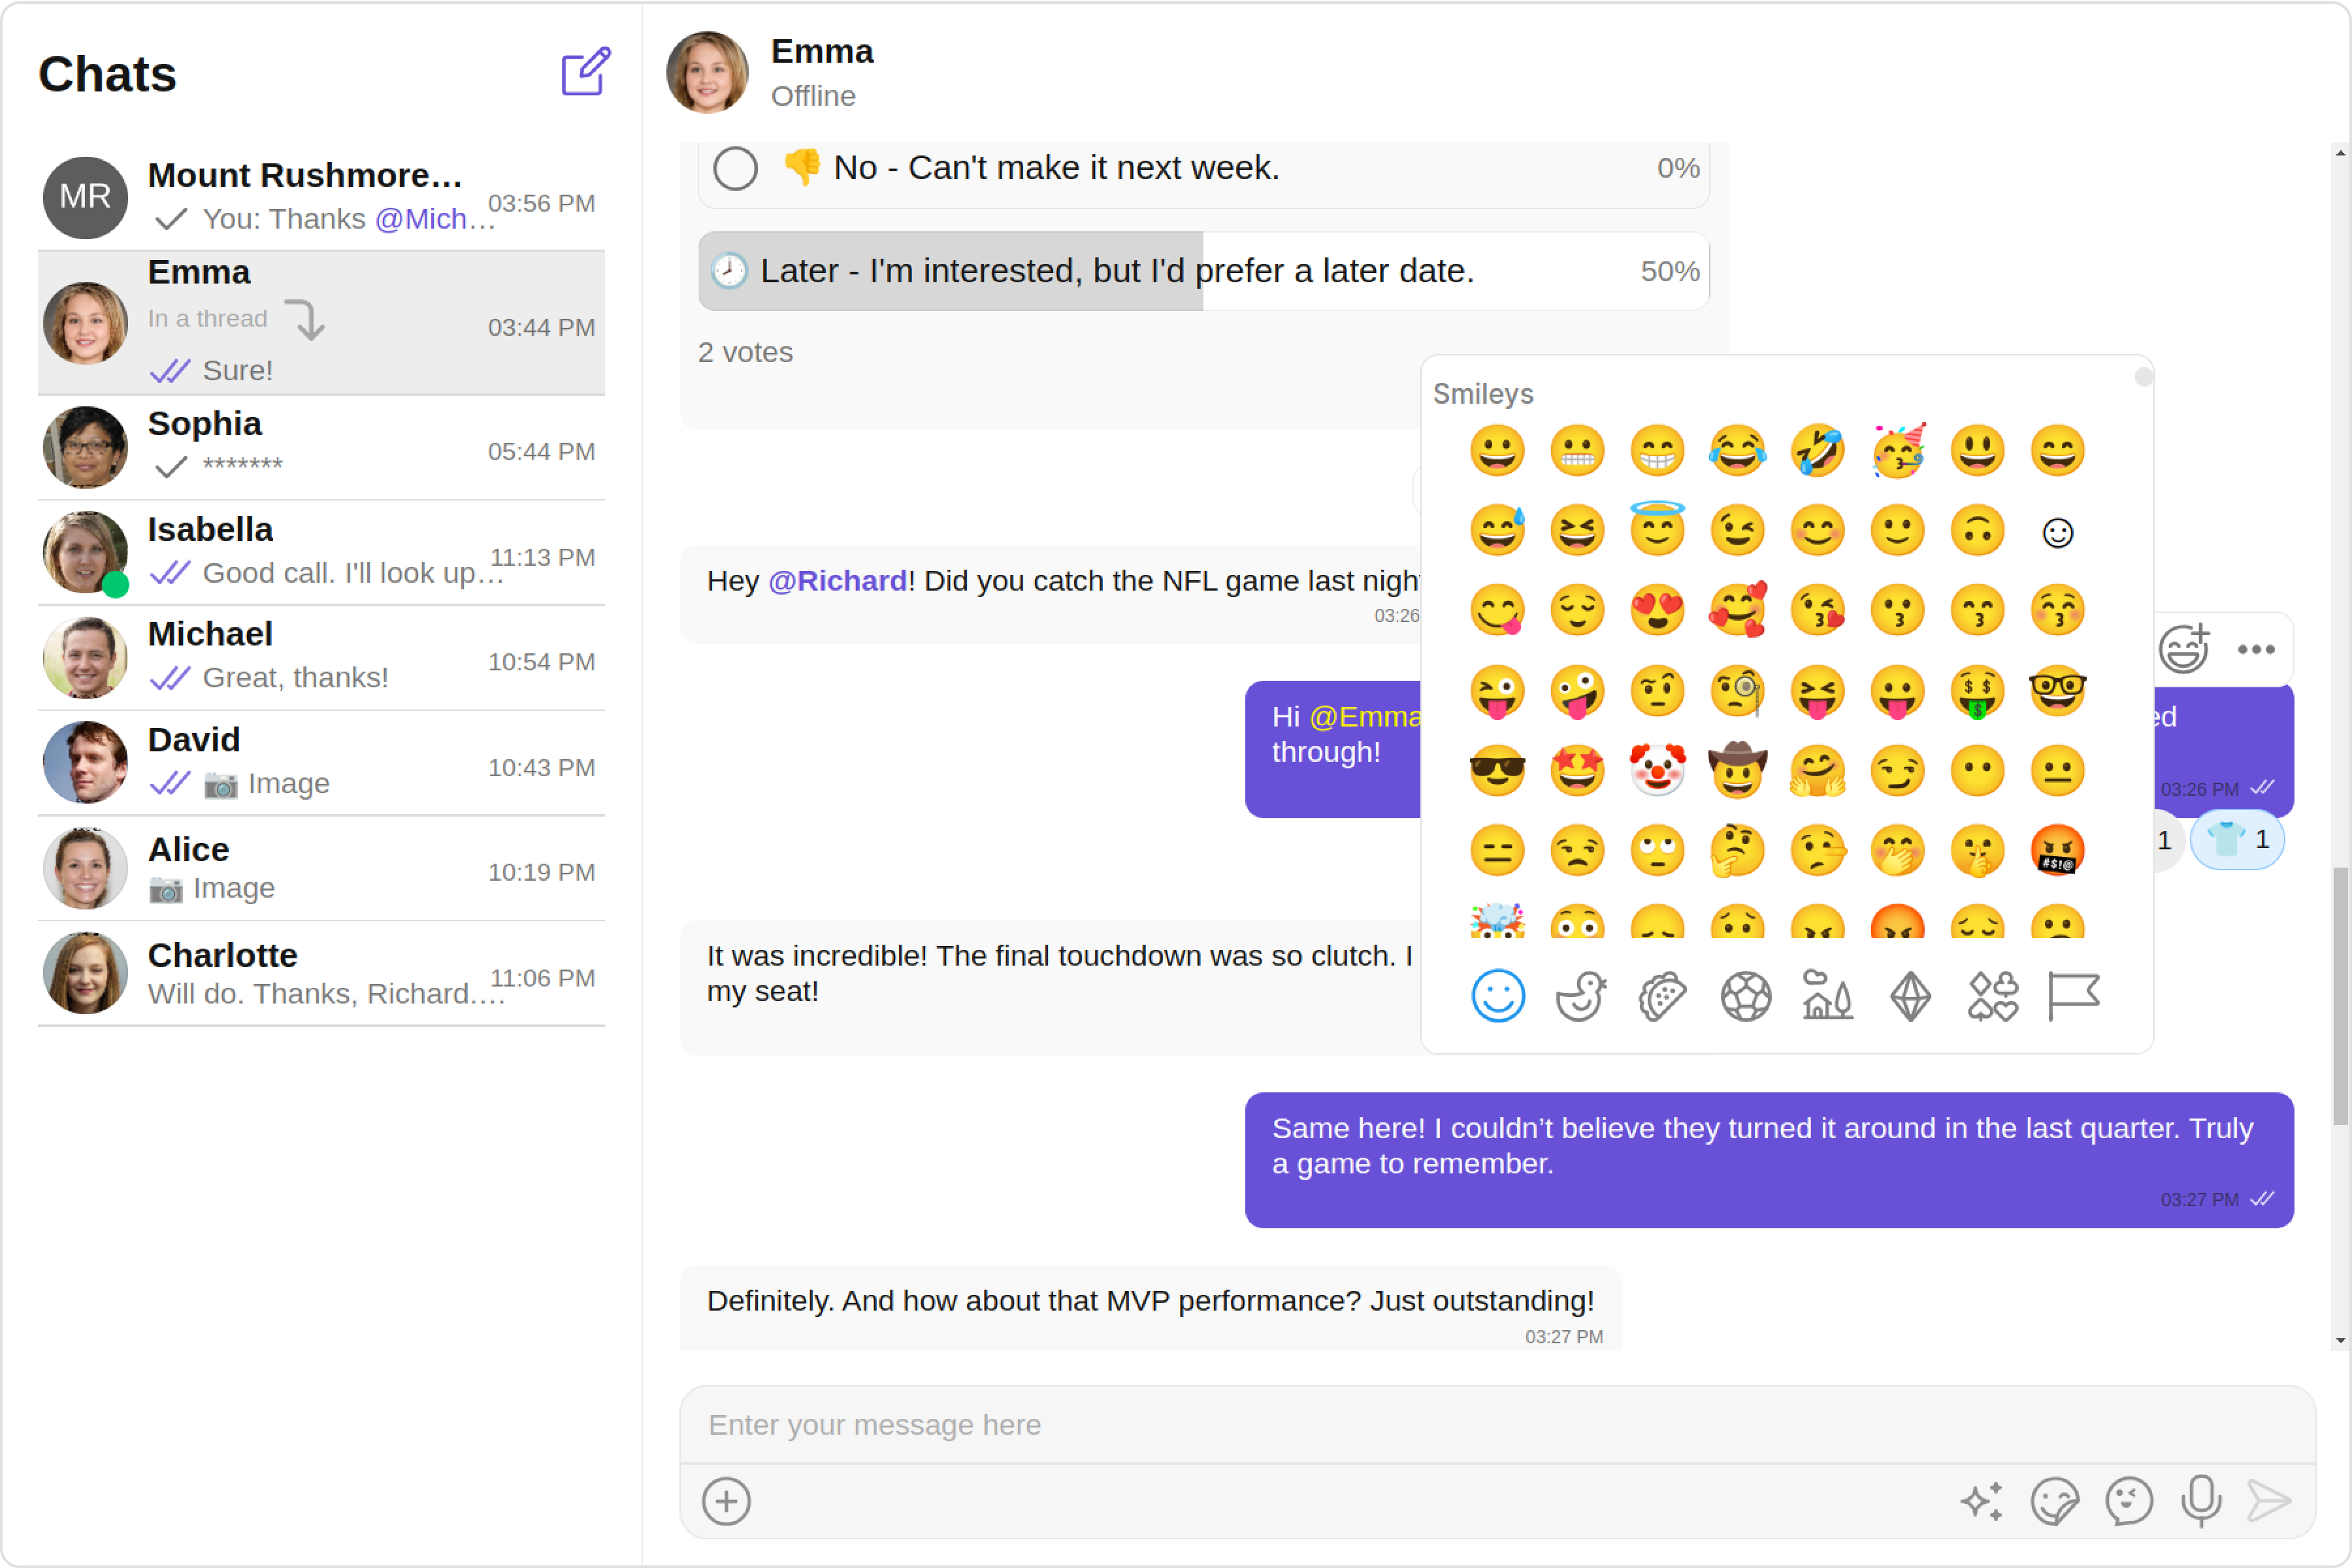 Chats
MR
Mount Rushmore…
You: Thanks @Mich…
03:56 PM
Emma
In a thread
Sure!
03:44 PM
Sophia
*******
05:44 PM
Isabella
Good call. I'll look up…
11:13 PM
Michael
Great, thanks!
10:54 PM
David
Image
10:43 PM
Alice
Image
10:19 PM
Charlotte
Will do. Thanks, Richard.…
11:06 PM
Emma
Offline
No - Can't make it next week.
0%
Later - I'm interested, but I'd prefer a later date.
50%
2 votes
Smileys
Hey @Richard! Did you catch the NFL game last nigh
03:26
Hi @Emma
through!
03:26 PM
1
1
It was incredible! The final touchdown was so clutch. I
my seat!
Same here! I couldn’t believe they turned it around in the last quarter. Truly
a game to remember.
03:27 PM
Definitely. And how about that MVP performance? Just outstanding!
03:27 PM
Enter your message here